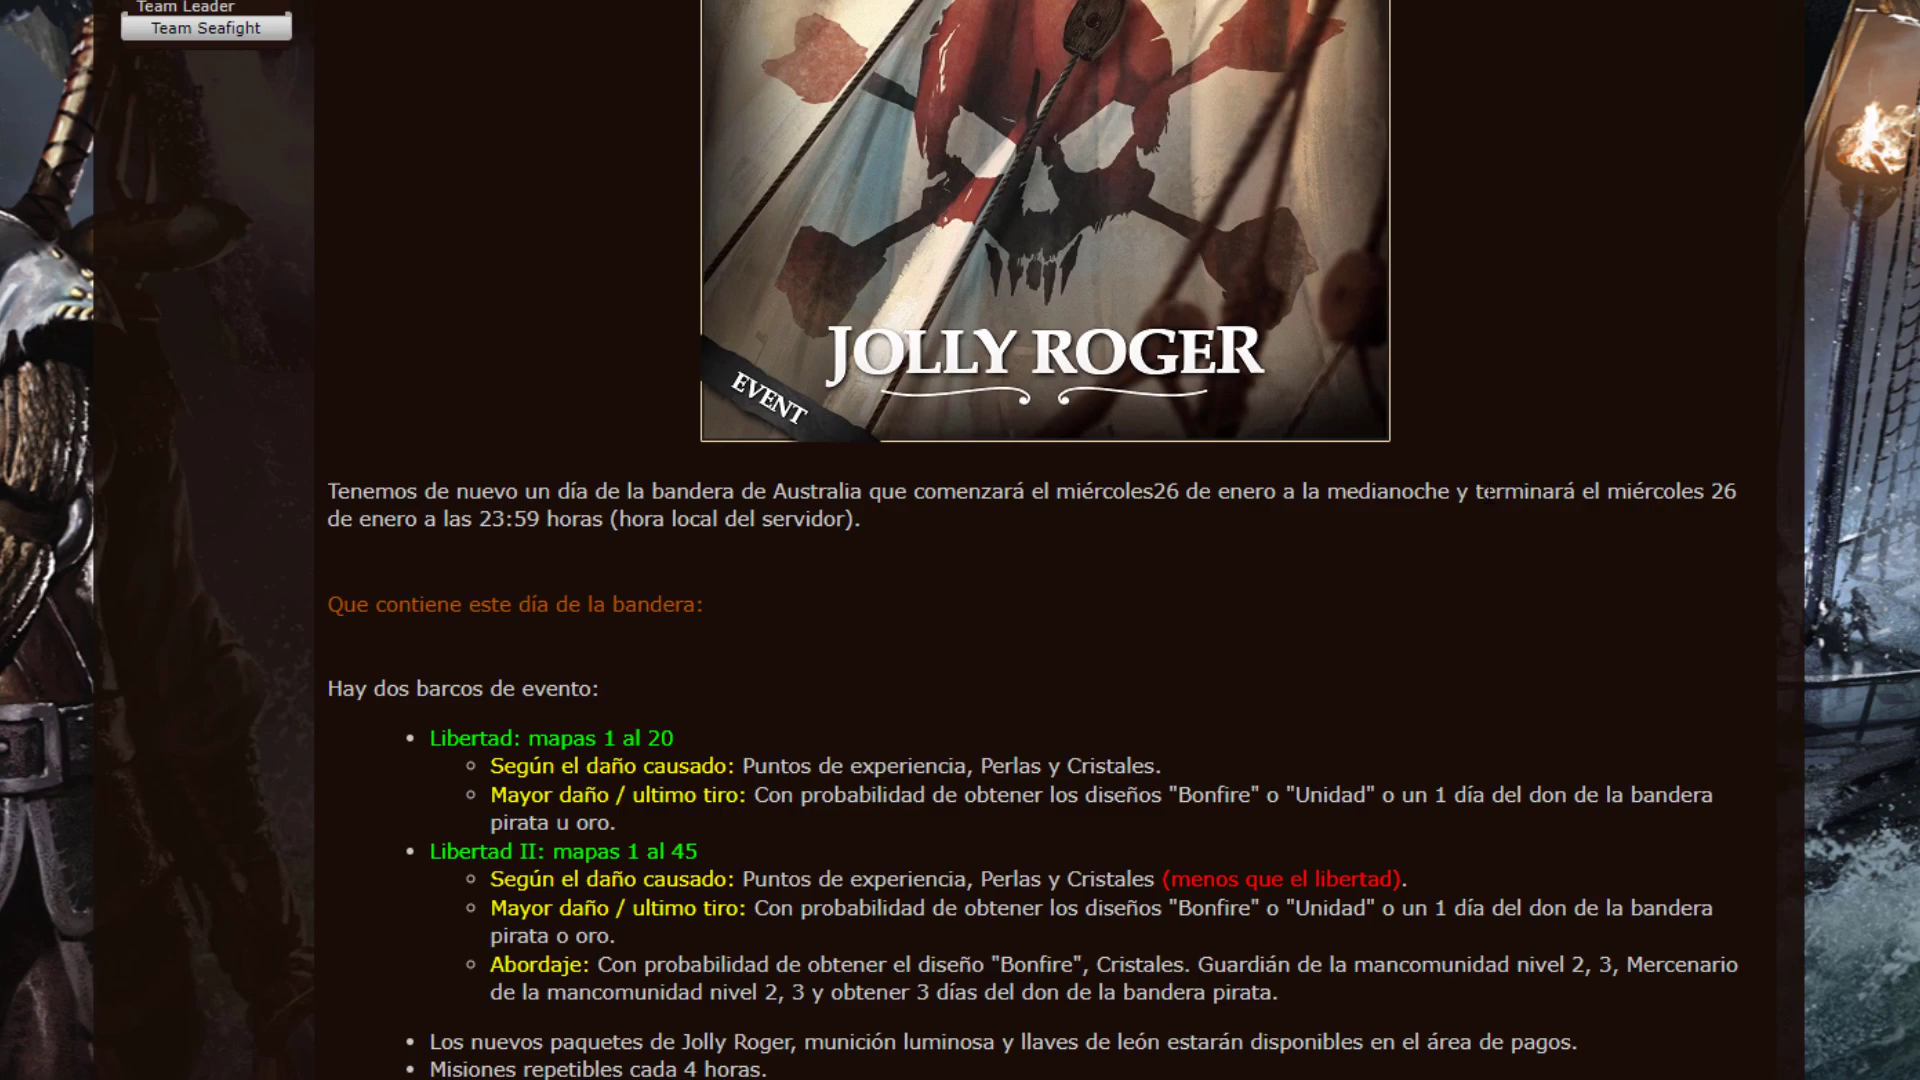 Team Leader
Team Seafight
JOLLY ROGER
EVENT
Tenemos de nuevo un día de la bandera de Australia que comenzará el miércoles26 de enero a la medianoche y terminará el miércoles 26
de enero a las 23:59 horas (hora local del servidor).
Que contiene este día de la bandera:
Hay dos barcos de evento:
• Libertad: mapas 1 al 20
◦ Según el daño causado: Puntos de experiencia, Perlas y Cristales.
◦ Mayor daño / ultimo tiro: Con probabilidad de obtener los diseños "Bonfire" o "Unidad" o un 1 día del don de la bandera
pirata u oro.
• Libertad II: mapas 1 al 45
◦ Según el daño causado: Puntos de experiencia, Perlas y Cristales (menos que el libertad).
◦ Mayor daño / ultimo tiro: Con probabilidad de obtener los diseños "Bonfire" o "Unidad" o un 1 día del don de la bandera
pirata o oro.
◦ Abordaje: Con probabilidad de obtener el diseño "Bonfire", Cristales. Guardián de la mancomunidad nivel 2, 3, Mercenario
de la mancomunidad nivel 2, 3 y obtener 3 días del don de la bandera pirata.
• Los nuevos paquetes de Jolly Roger, munición luminosa y llaves de león estarán disponibles en el área de pagos.
• Misiones repetibles cada 4 horas.